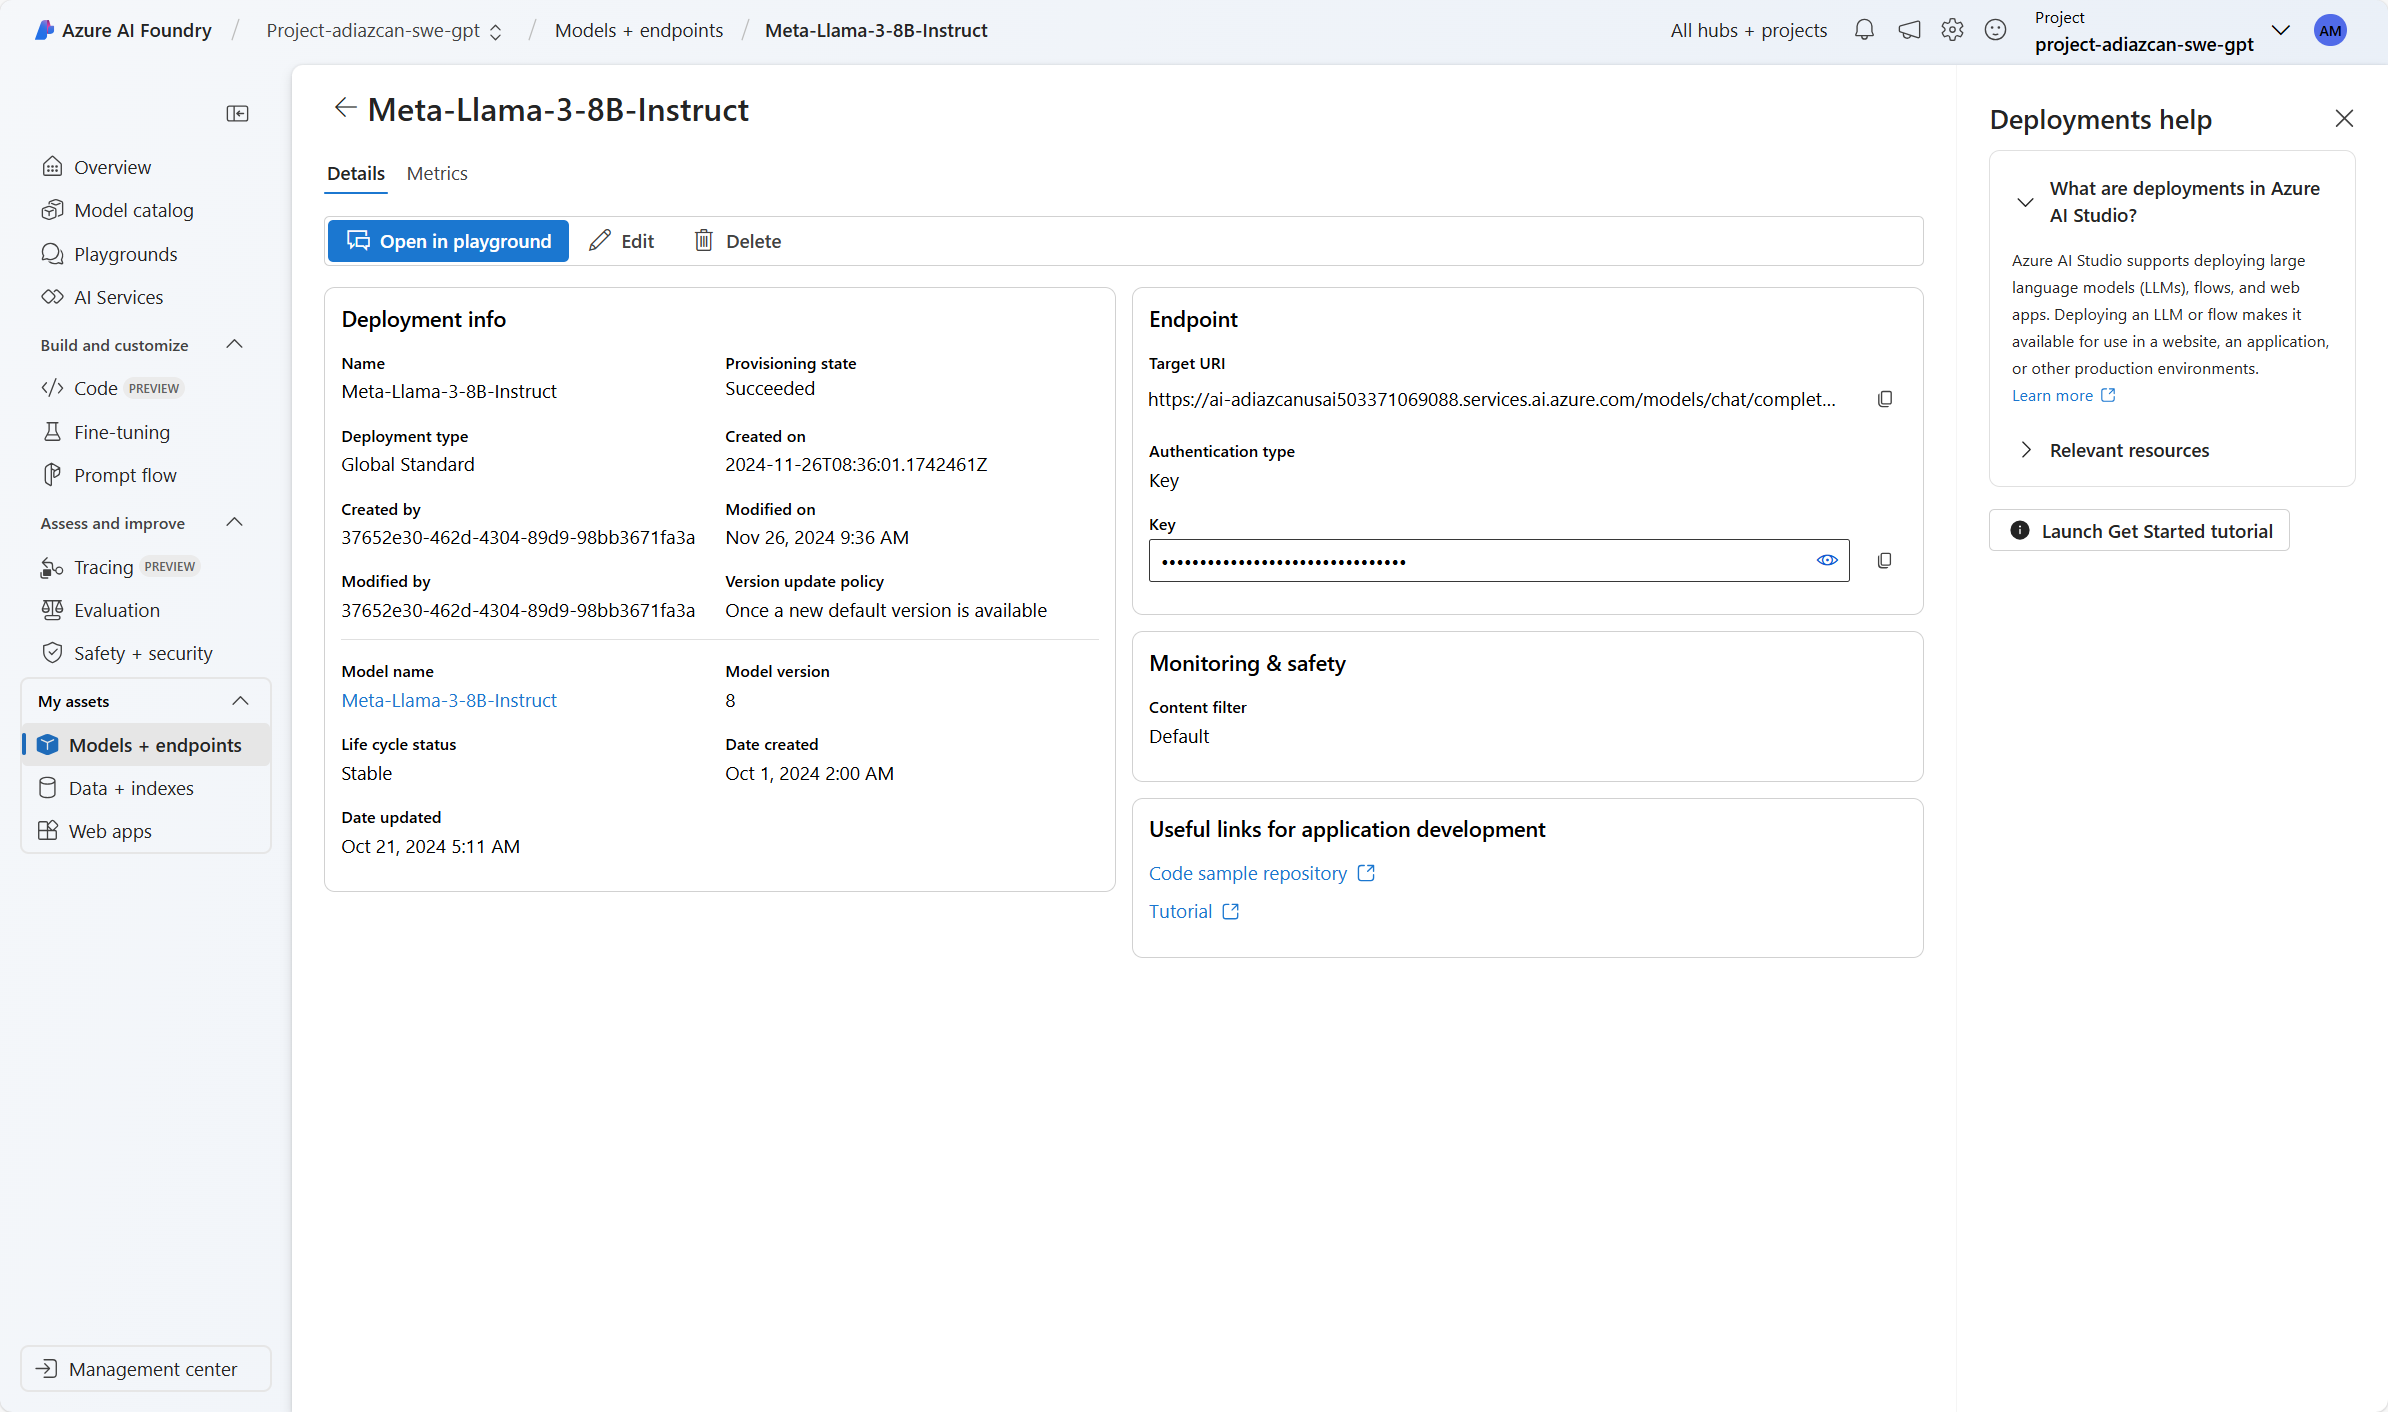 Azure AI Foundry / Project-adiazcan-swe-gpt / Models + endpoints / Meta-Llama-3-8B-Instruct
All hubs + projects
Project
project-adiazcan-swe-gpt
AM
Overview
Model catalog
Playgrounds
AI Services
Build and customize
Code PREVIEW
Fine-tuning
Prompt flow
Assess and improve
Tracing PREVIEW
Evaluation
Safety + security
My assets
Models + endpoints
Data + indexes
Web apps
Management center
Meta-Llama-3-8B-Instruct
Details Metrics
Open in playground Edit Delete
Deployment info
Name
Meta-Llama-3-8B-Instruct
Provisioning state
Succeeded
Deployment type
Global Standard
Created on
2024-11-26T08:36:01.1742461Z
Created by
37652e30-462d-4304-89d9-98bb3671fa3a
Modified on
Nov 26, 2024 9:36 AM
Modified by
37652e30-462d-4304-89d9-98bb3671fa3a
Version update policy
Once a new default version is available
Model name
Meta-Llama-3-8B-Instruct
Model version
8
Life cycle status
Stable
Date created
Oct 1, 2024 2:00 AM
Date updated
Oct 21, 2024 5:11 AM
Endpoint
Target URI
https://ai-adiazcanusai503371069088.services.ai.azure.com/models/chat/complet...
Authentication type
Key
Key
••••••••••••••••••••••••••••••••
Monitoring & safety
Content filter
Default
Useful links for application development
Code sample repository
Tutorial
Deployments help
What are deployments in Azure
AI Studio?
Azure AI Studio supports deploying large
language models (LLMs), flows, and web
apps. Deploying an LLM or flow makes it
available for use in a website, an application,
or other production environments.
Learn more
Relevant resources
Launch Get Started tutorial